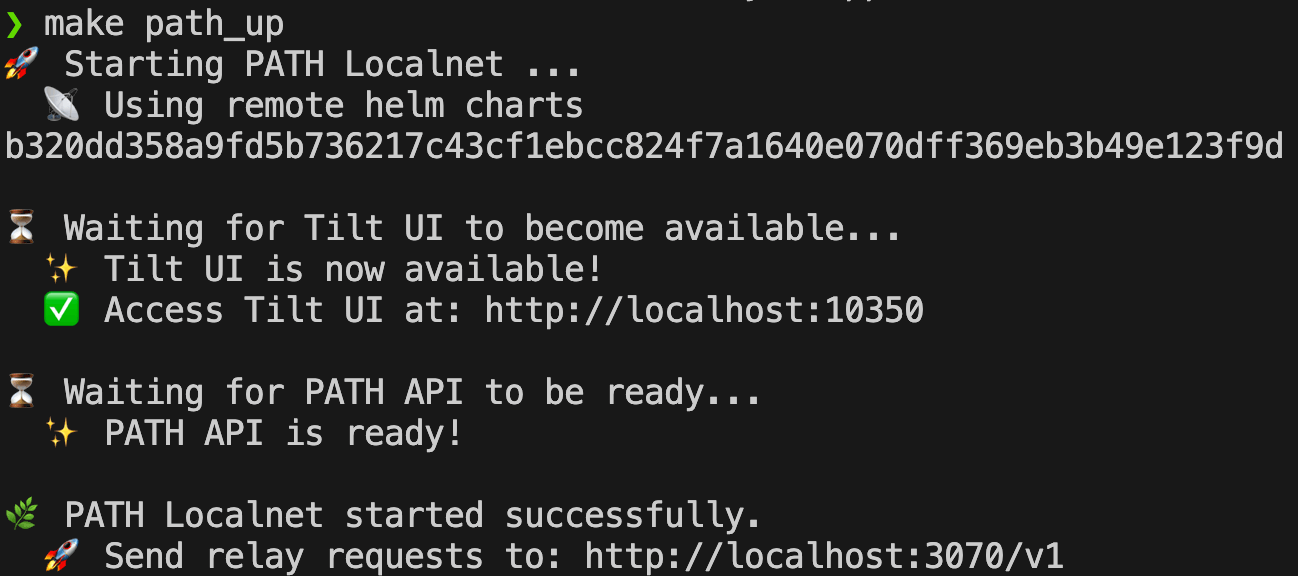 ❯ make path_up
🚀 Starting PATH Localnet ...
📡 Using remote helm charts
b320dd358a9fd5b736217c43cf1ebcc824f7a1640e070dff369eb3b49e123f9d
⏳ Waiting for Tilt UI to become available...
✨ Tilt UI is now available!
✅ Access Tilt UI at: http://localhost:10350
⏳ Waiting for PATH API to be ready...
✨ PATH API is ready!
🌿 PATH Localnet started successfully.
🚀 Send relay requests to: http://localhost:3070/v1